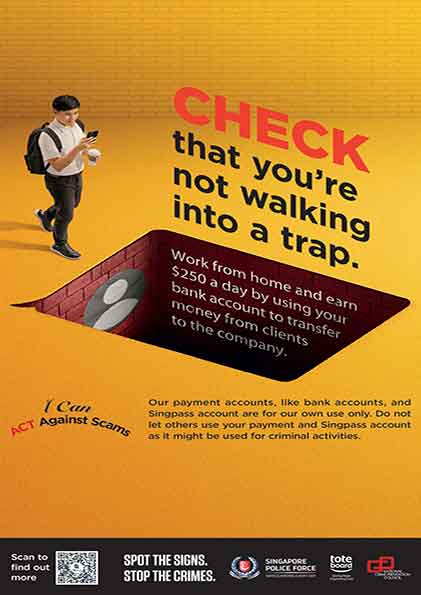 CHECK
that you're
not walking
into a trap.
Work from home and earn
$250 a day by using your
bank account to transfer
money from clients
to the company.
I Can
ACT Against Scams
Our payment accounts, like bank accounts, and
Singpass account are for our own use only. Do not
let others use your payment and Singpass account
as it might be used for criminal activities.
Scan to
find out
more
SPOT THE SIGNS.
STOP THE CRIMES.
SINGAPORE
POLICE FORCE
tote
board
NATIONAL
CRIME PREVENTION
COUNCIL